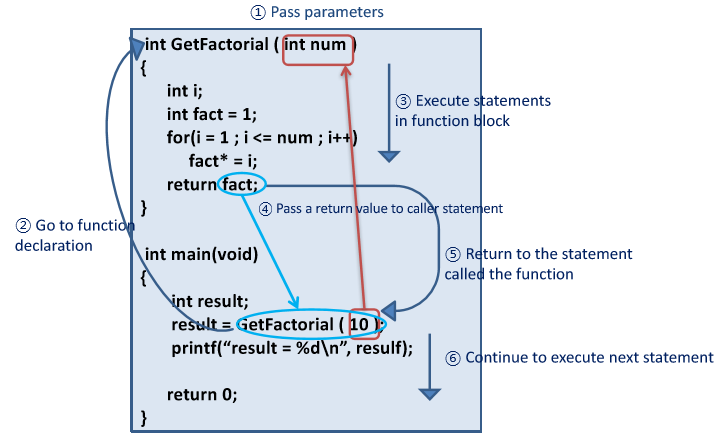 ① Pass parameters
int GetFactorial ( int num )
{
int i;
int fact = 1;
for(i = 1 ; i <= num ; i++)
fact* = i;
return fact;
}
③ Execute statements
in function block
④ Pass a return value to caller statement
② Go to function
declaration
⑤ Return to the statement
called the function
int main(void)
{
int result;
result = GetFactorial ( 10 );
printf(“result = %d\n”, resulf);
⑥ Continue to execute next statement
return 0;
}